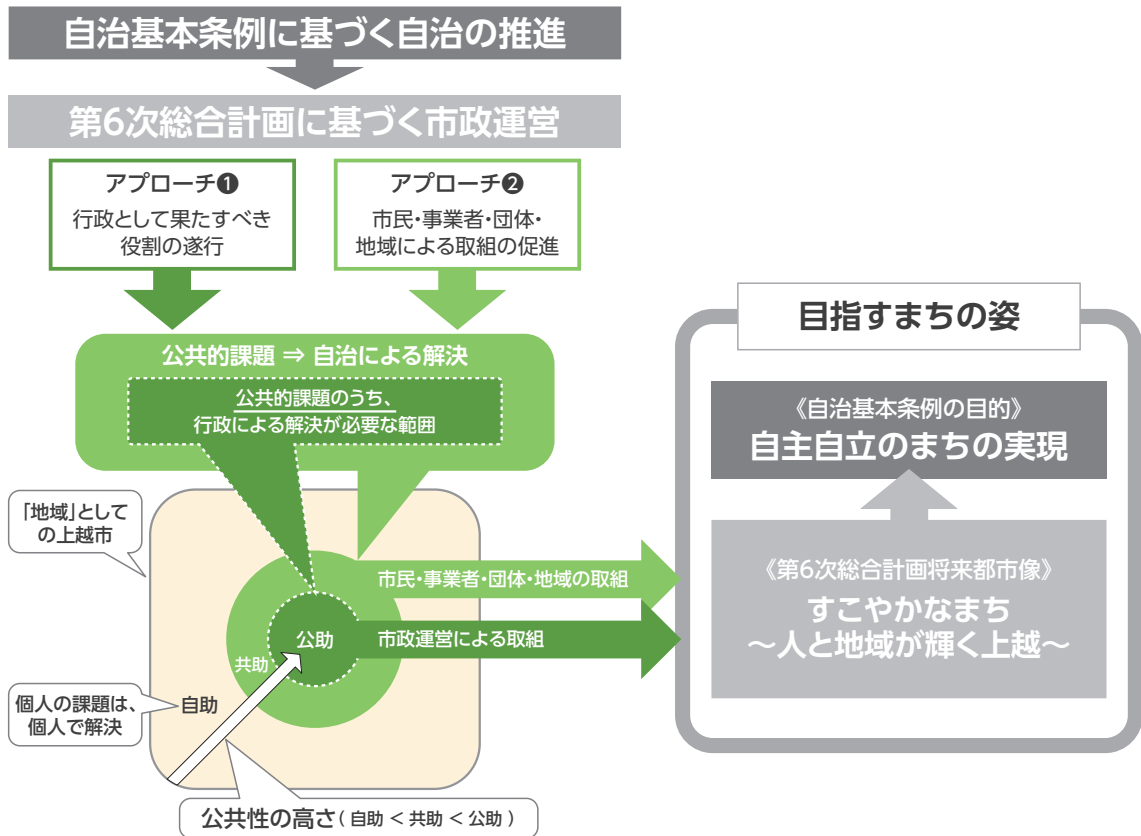 自治基本条例に基づく自治の推進
第6次総合計画に基づく市政運営
アプローチ❶
行政として果たすべき
役割の遂行
アプローチ❷
市民・事業者・団体・
地域による取組の促進
公共的課題 ⇒ 自治による解決
公共的課題のうち、
行政による解決が必要な範囲
「地域」として
の上越市
市民・事業者・団体・地域の取組
公助
市政運営による取組
共助
自助
個人の課題は、
個人で解決
公共性の高さ( 自助 < 共助 < 公助 )
目指すまちの姿
《自治基本条例の目的》
自主自立のまちの実現
《第6次総合計画将来都市像》
すこやかなまち
～人と地域が輝く上越～